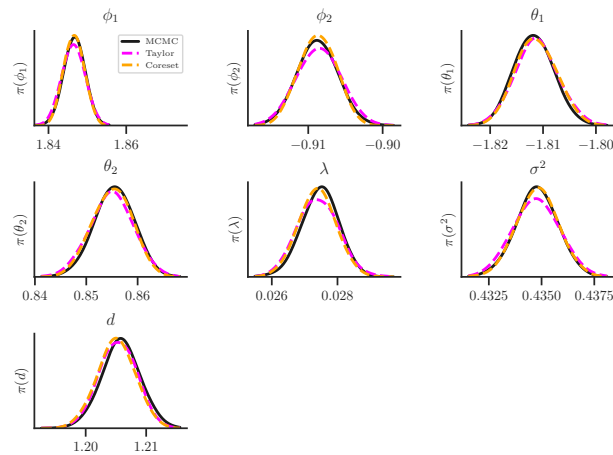 ϕ₁
π(ϕ₁)
MCMC
Taylor
Coreset
1.84 1.86
ϕ₂
π(ϕ₂)
−0.91 −0.90
θ₁
π(θ₁)
−1.82 −1.81 −1.80
θ₂
π(θ₂)
0.84 0.85 0.86
λ
π(λ)
0.026 0.028
σ²
π(σ²)
0.4325 0.4350 0.4375
d
π(d)
1.20 1.21